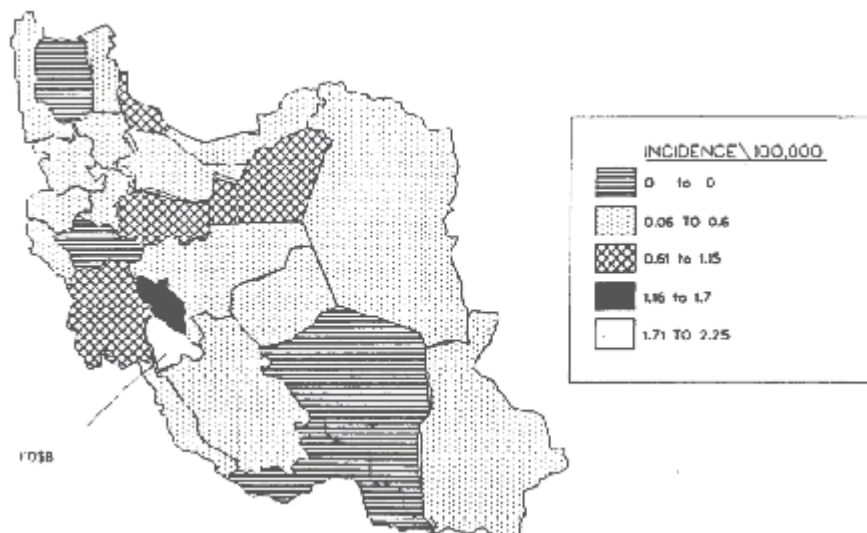 INCIDENCE\100,000
0 to 0
0.06 TO 0.6
0.61 to 1.15
1.16 to 1.7
1.71 TO 2.25